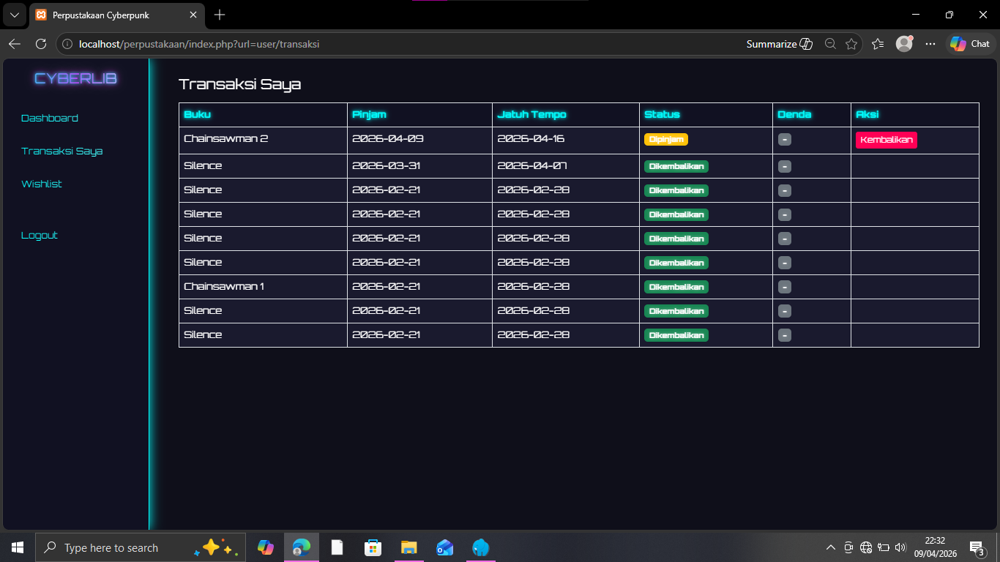 Perpustakaan Cyberpunk
localhost/perpustakaan/index.php?url=user/transaksi
Summarize
Chat
CYBERLIB
Dashboard
Transaksi Saya
Wishlist
Logout
Transaksi Saya
Buku Pinjam Jatuh Tempo Status Denda Aksi
Chainsawman 2 2026-04-09 2026-04-16 Dipinjam - Kembalikan
Silence 2026-03-31 2026-04-07 Dikembalikan -
Silence 2026-02-21 2026-02-28 Dikembalikan -
Silence 2026-02-21 2026-02-28 Dikembalikan -
Silence 2026-02-21 2026-02-28 Dikembalikan -
Silence 2026-02-21 2026-02-28 Dikembalikan -
Chainsawman 1 2026-02-21 2026-02-28 Dikembalikan -
Silence 2026-02-21 2026-02-28 Dikembalikan -
Silence 2026-02-21 2026-02-28 Dikembalikan -
Type here to search
22:32
09/04/2026
3